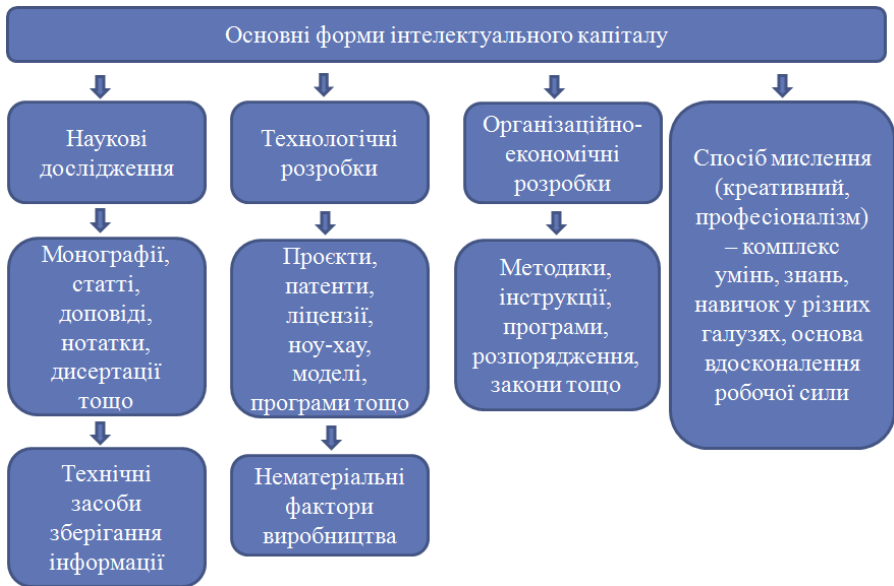 Основні форми інтелектуального капіталу
Наукові
дослідження
Технологічні
розробки
Організаційно-
економічні
розробки
Спосіб мислення
(креативний,
професіоналізм)
– комплекс
умінь, знань,
навичок у різних
галузях, основа
вдосконалення
робочої сили
Монографії,
статті,
доповіді,
нотатки,
дисертації
тощо
Проєкти,
патенти,
ліцензії,
ноу-хау,
моделі,
програми тощо
Методики,
інструкції,
програми,
розпорядження,
закони тощо
Технічні
засоби
зберігання
інформації
Нематеріальні
фактори
виробництва